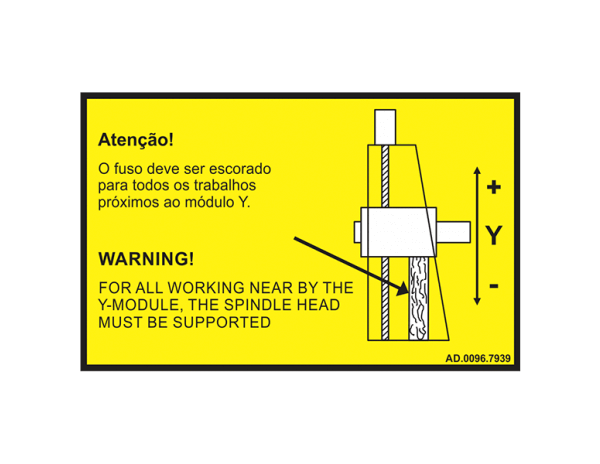 Atenção!
O fuso deve ser escorado
para todos os trabalhos
próximos ao módulo Y.
WARNING!
FOR ALL WORKING NEAR BY THE
Y-MODULE, THE SPINDLE HEAD
MUST BE SUPPORTED
+
Y
-
AD.0096.7939